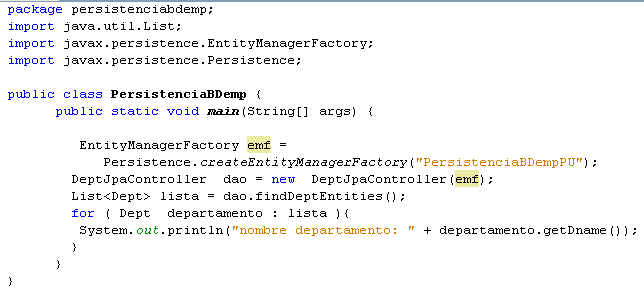 package persistenciabdemp;
import java.util.List;
import javax.persistence.EntityManagerFactory;
import javax.persistence.Persistence;
public class PersistenciaBDemp {
public static void main(String[] args) {
EntityManagerFactory emf =
Persistence.createEntityManagerFactory("PersistenciaBDempPU");
DeptJpaController  dao = new  DeptJpaController(emf);
List<Dept> lista = dao.findDeptEntities();
for ( Dept  departamento : lista ){
System.out.println("nombre departamento: " + departamento.getDname());
}
}
}